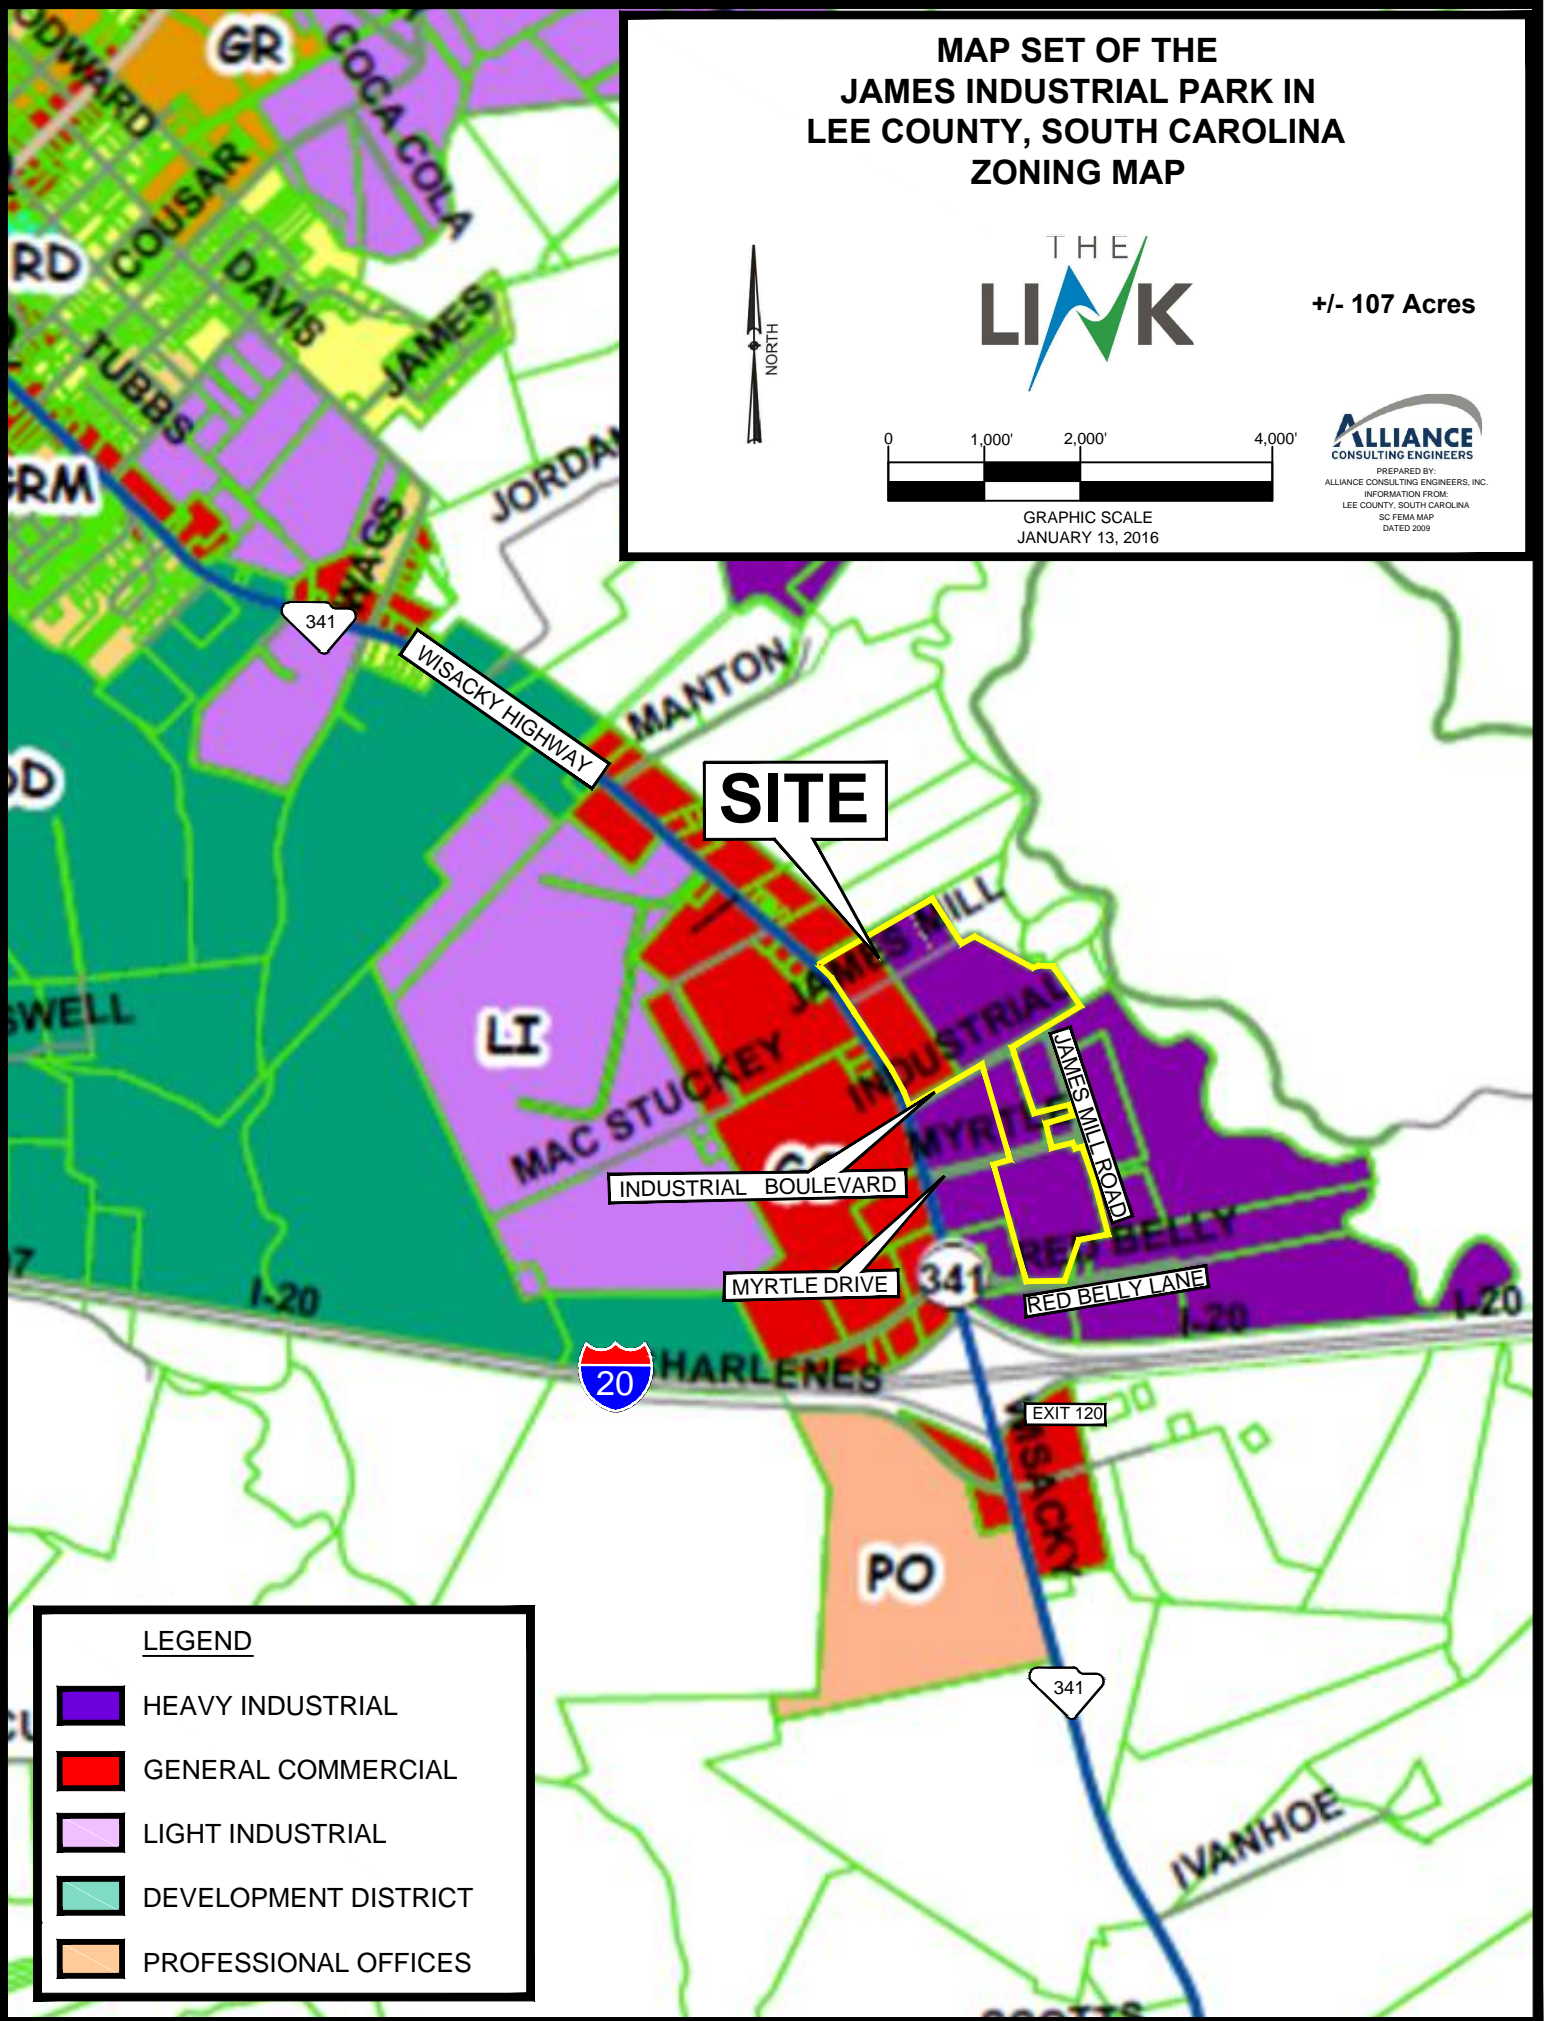 MAP SET OF THE
JAMES INDUSTRIAL PARK IN
LEE COUNTY, SOUTH CAROLINA
ZONING MAP
THE
LINK
+/- 107 Acres
NORTH
0 1,000' 2,000' 4,000'
GRAPHIC SCALE
JANUARY 13, 2016
ALLIANCE
CONSULTING ENGINEERS
PREPARED BY:
ALLIANCE CONSULTING ENGINEERS, INC.
INFORMATION FROM:
LEE COUNTY, SOUTH CAROLINA
SC FEMA MAP
DATED 2009
ODWARD
GR
COCA COLA
COUSAR
RD
DAVIS
JAMES
TUBBS
JORDAN
GRM
WAGS
341
WISACKY HIGHWAY
MANTON
SITE
JAMES MILL
SWELL
LI
INDUSTRIAL
MAC STUCKEY
JAMES MILL ROAD
MYRTLE
INDUSTRIAL BOULEVARD
RED BELLY
MYRTLE DRIVE
341
RED BELLY LANE
I-20
I-20
I-20
20
HARLENES
EXIT 120
WISACKY
PO
341
IVANHOE
SCOTTS
LEGEND
HEAVY INDUSTRIAL
GENERAL COMMERCIAL
LIGHT INDUSTRIAL
DEVELOPMENT DISTRICT
PROFESSIONAL OFFICES